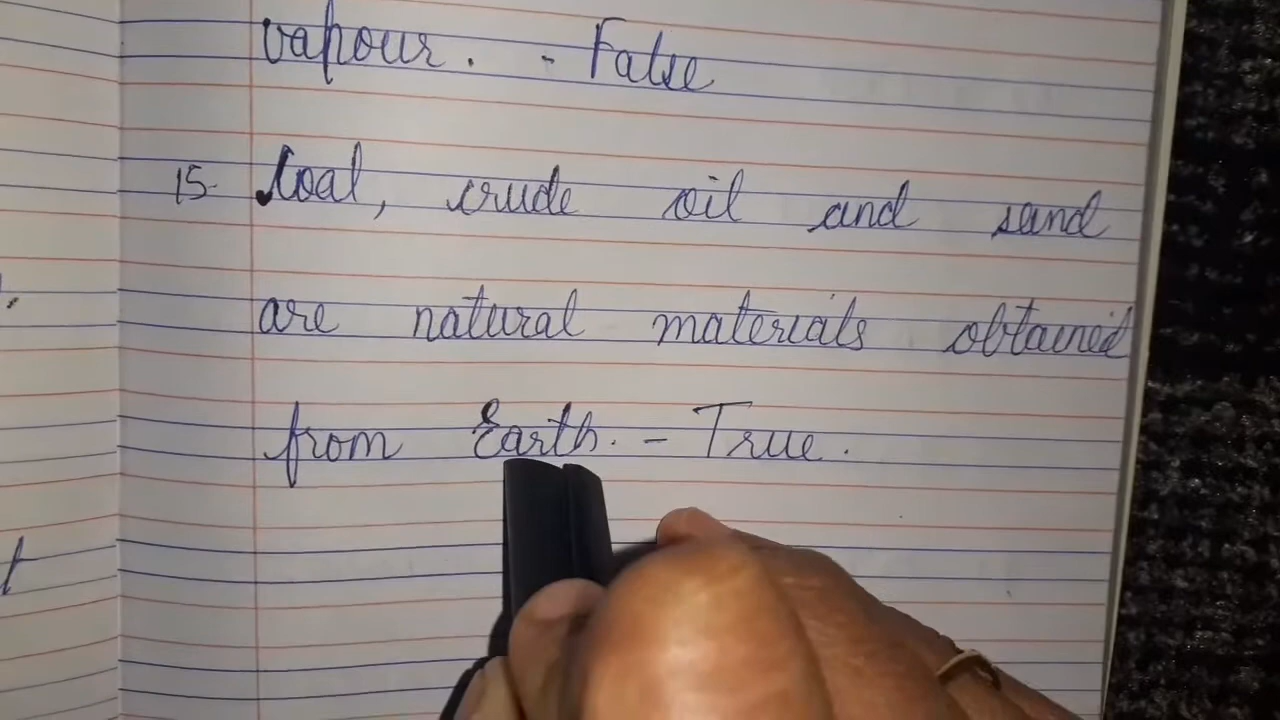 vapour. - False
15. Coal, crude oil and sand
are natural materials obtained
from Earth. - True.